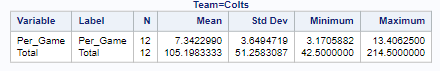 Team=Colts
Variable Label N Mean Std Dev Minimum Maximum
Per_Game Per_Game 12 7.3422990 3.6494719 3.1705882 13.4062500
Total Total 12 105.1983333 51.2583087 42.5000000 214.5000000